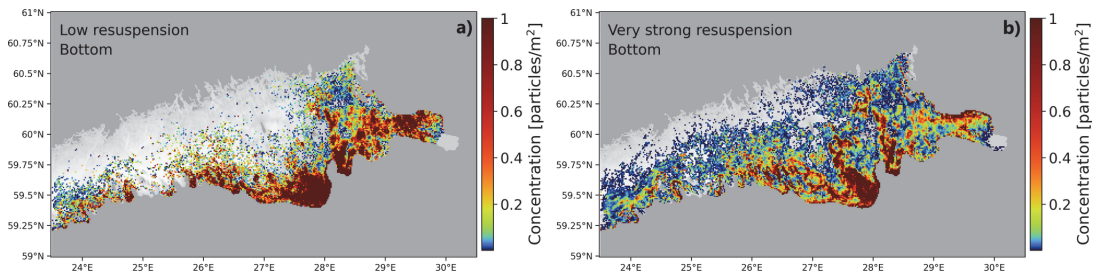 61°N
60.75°N
60.5°N
60.25°N
60°N
59.75°N
59.5°N
59.25°N
59°N
Low resuspension
Bottom
a)
24°E 25°E 26°E 27°E 28°E 29°E 30°E
1
0.8
0.6
0.4
0.2
Concentration [particles/m²]
61°N
60.75°N
60.5°N
60.25°N
60°N
59.75°N
59.5°N
59.25°N
59°N
Very strong resuspension
Bottom
b)
24°E 25°E 26°E 27°E 28°E 29°E 30°E
1
0.8
0.6
0.4
0.2
Concentration [particles/m²]